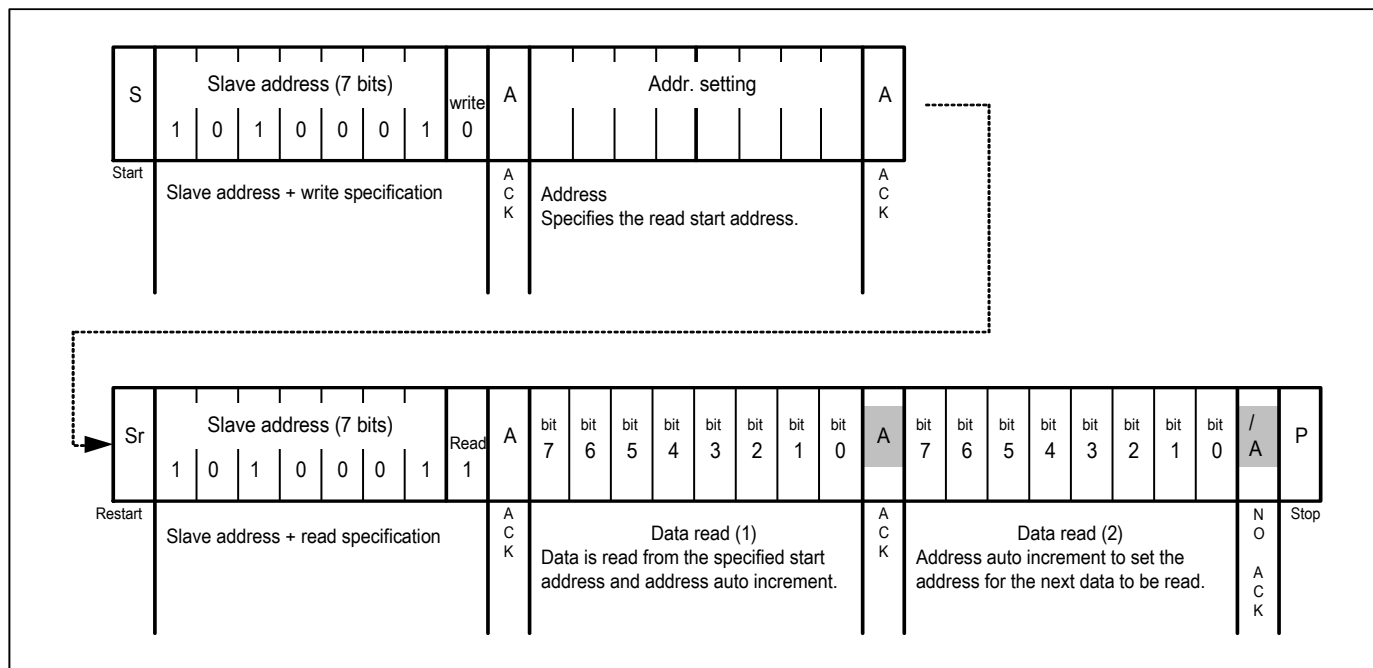 S
Slave address (7 bits)
write
A
Addr. setting
A
1 0 1 0 0 0 1 0
Start
Slave address + write specification
A
C
K
Address
Specifies the read start address.
A
C
K
Sr
Slave address (7 bits)
Read
A
bit bit bit bit bit bit bit bit
7 6 5 4 3 2 1 0
A
bit bit bit bit bit bit bit bit
7 6 5 4 3 2 1 0
/
A
P
1 0 1 0 0 0 1 1
Restart
Slave address + read specification
A
C
K
Data read (1)
Data is read from the specified start
address and address auto increment.
A
C
K
Data read (2)
Address auto increment to set the
address for the next data to be read.
N
O
A
C
K
Stop